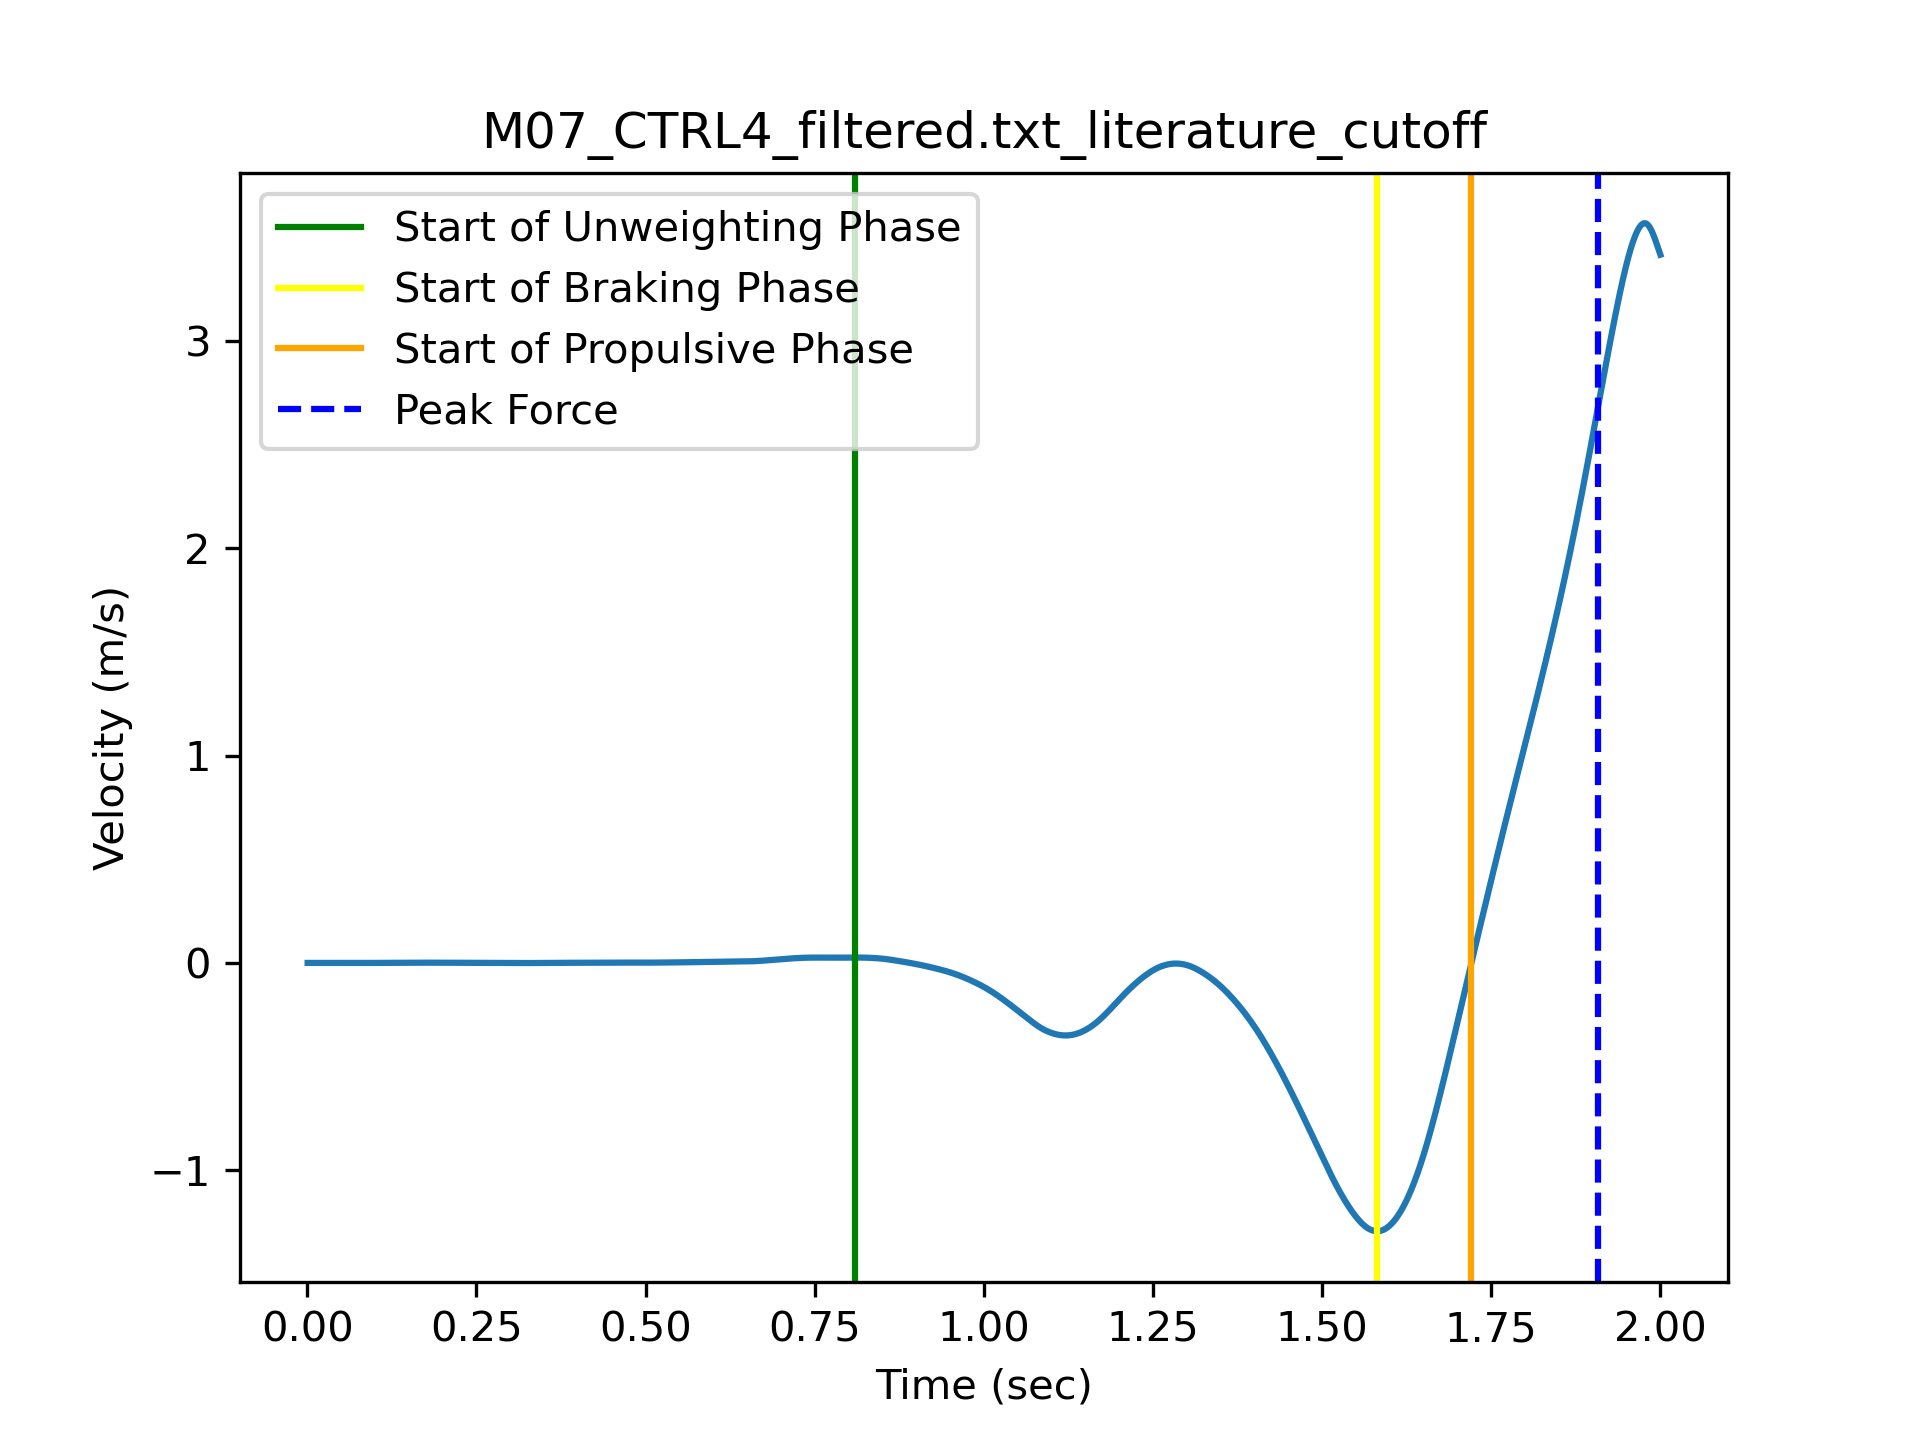 M07_CTRL4_filtered.txt_literature_cutoff
Start of Unweighting Phase
Start of Braking Phase
Start of Propulsive Phase
Peak Force
3
2
1
0
−1
Velocity (m/s)
0.00 0.25 0.50 0.75 1.00 1.25 1.50 1.75 2.00
Time (sec)